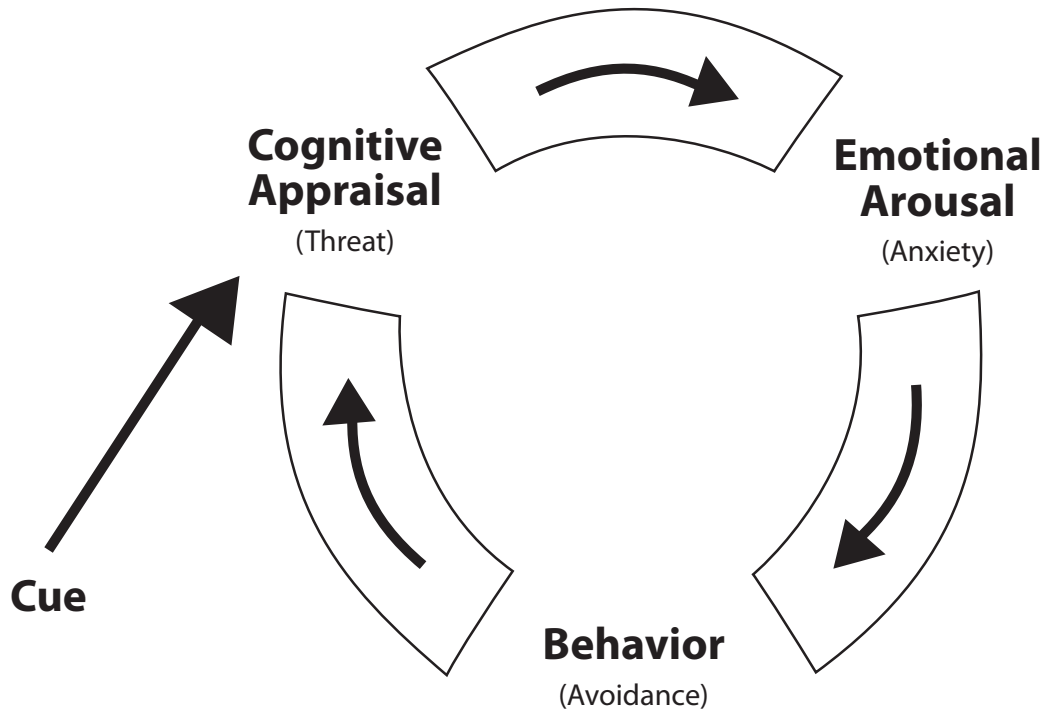 Cognitive
Appraisal
(Threat)
Emotional
Arousal
(Anxiety)
Cue
Behavior
(Avoidance)